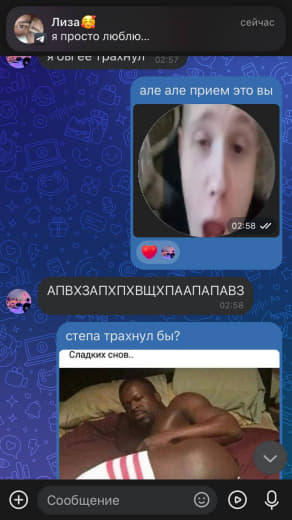 Лиза🥰
сейчас
я просто люблю...
я бы её трахнул 02:57
але але прием это вы
02:58
АПВХЗАПХПХВЩХПААПАПАВЗ
02:58
степа трахнул бы?
Сладких снов..
Сообщение